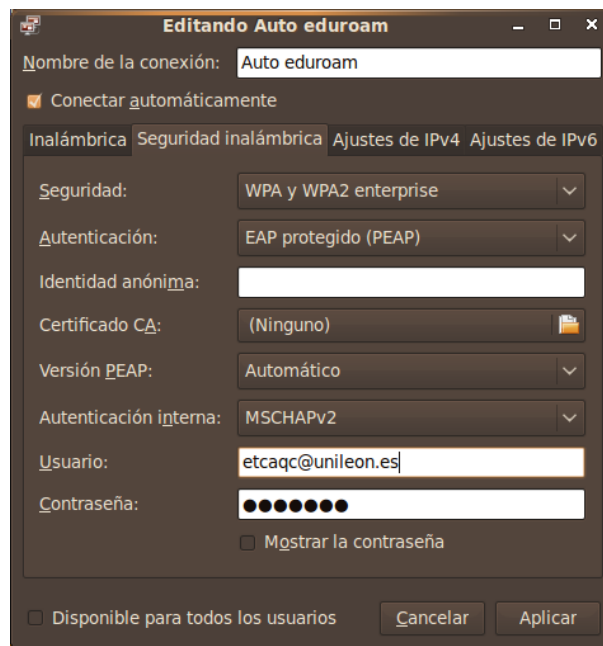 Editando Auto eduroam
Nombre de la conexión: Auto eduroam
Conectar automáticamente
Inalámbrica Seguridad inalámbrica Ajustes de IPv4 Ajustes de IPv6
Seguridad: WPA y WPA2 enterprise
Autenticación: EAP protegido (PEAP)
Identidad anónima:
Certificado CA: (Ninguno)
Versión PEAP: Automático
Autenticación interna: MSCHAPv2
Usuario: etcaqc@unileon.es
Contraseña: ●●●●●●●
Mostrar la contraseña
Disponible para todos los usuarios Cancelar Aplicar